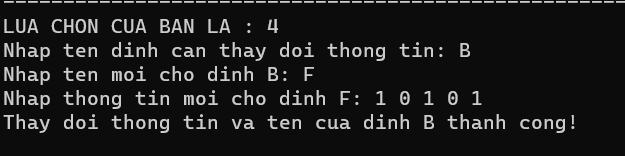 LUA CHON CUA BAN LA : 4
Nhap ten dinh can thay doi thong tin: B
Nhap ten moi cho dinh B: F
Nhap thong tin moi cho dinh F: 1 0 1 0 1
Thay doi thong tin va ten cua dinh B thanh cong!